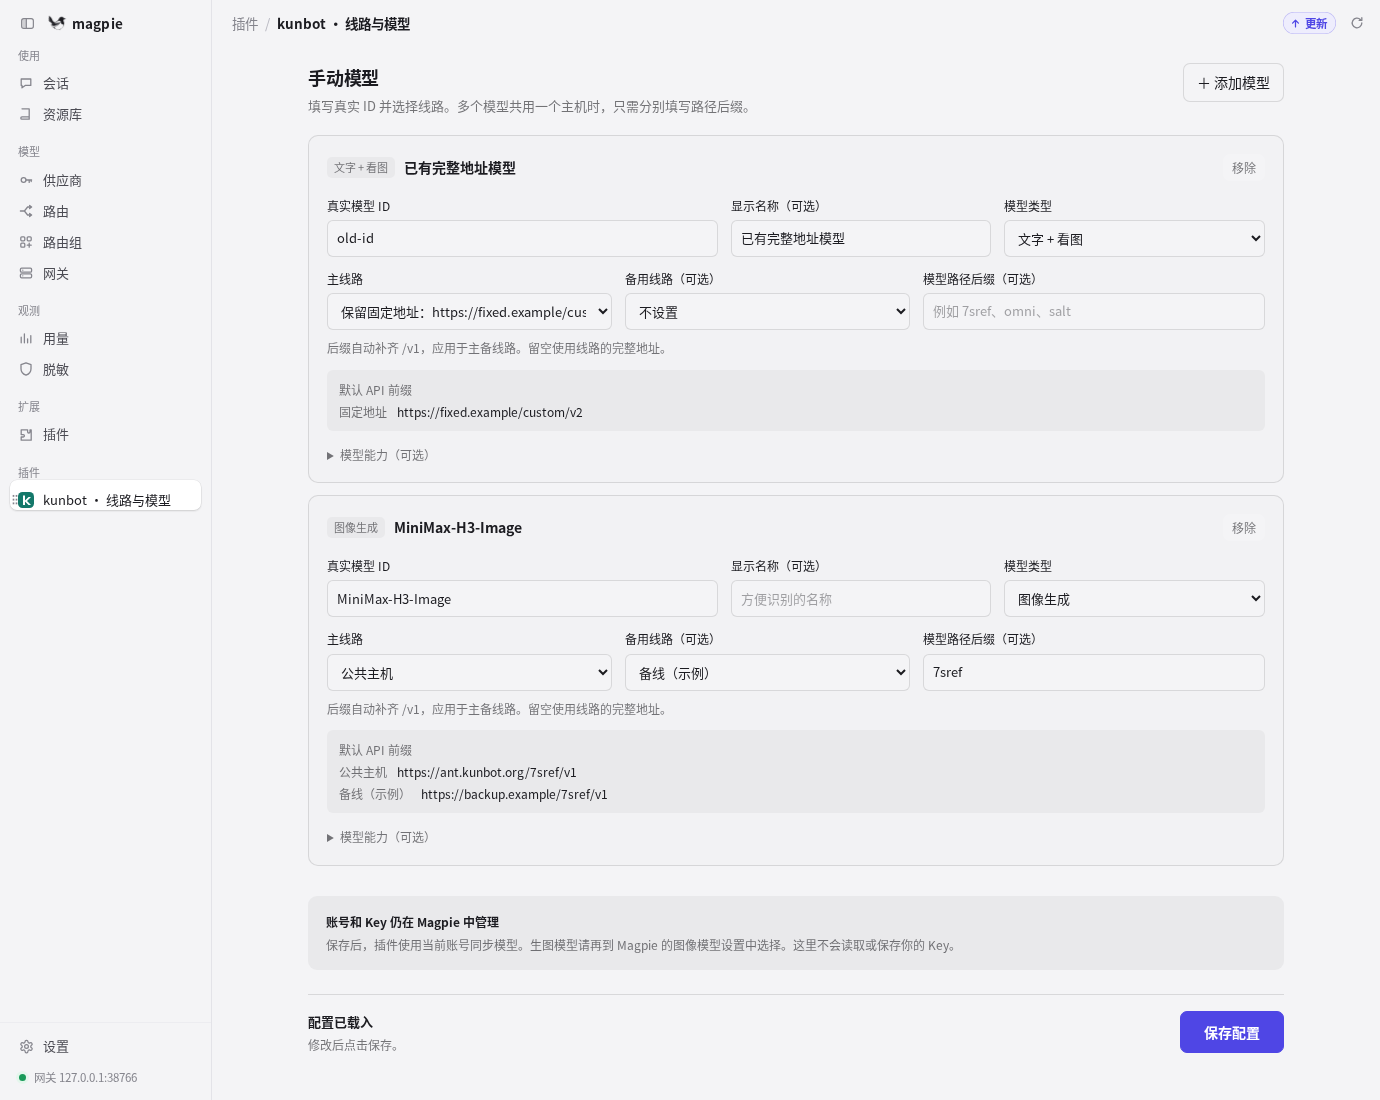 magpie
插件 / kunbot · 线路与模型
更新
使用
会话
资源库
模型
供应商
路由
路由组
网关
观测
用量
脱敏
扩展
插件
插件
K kunbot · 线路与模型
设置
网关 127.0.0.1:38766
手动模型
填写真实 ID 并选择线路。多个模型共用一个主机时，只需分别填写路径后缀。
添加模型
文字 + 看图 已有完整地址模型 移除
真实模型 ID 显示名称（可选） 模型类型
old-id 已有完整地址模型 文字 + 看图
主线路 备用线路（可选） 模型路径后缀（可选）
保留固定地址：https://fixed.example/cus 不设置 例如 7sref、omni、salt
后缀自动补齐 /v1，应用于主备线路。留空使用线路的完整地址。
默认 API 前缀
固定地址 https://fixed.example/custom/v2
模型能力（可选）
图像生成 MiniMax-H3-Image 移除
真实模型 ID 显示名称（可选） 模型类型
MiniMax-H3-Image 方便识别的名称 图像生成
主线路 备用线路（可选） 模型路径后缀（可选）
公共主机 备线（示例） 7sref
后缀自动补齐 /v1，应用于主备线路。留空使用线路的完整地址。
默认 API 前缀
公共主机 https://ant.kunbot.org/7sref/v1
备线（示例） https://backup.example/7sref/v1
模型能力（可选）
账号和 Key 仍在 Magpie 中管理
保存后，插件使用当前账号同步模型。生图模型请再到 Magpie 的图像模型设置中选择。这里不会读取或保存你的 Key。
配置已载入
修改后点击保存。
保存配置